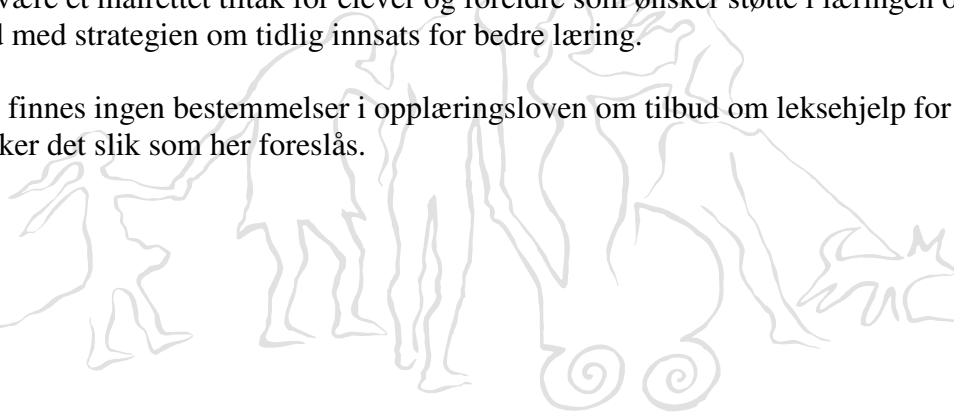 være et målrettet tiltak for elever og foreldre som ønsker støtte i læringen o
d med strategien om tidlig innsats for bedre læring.
finnes ingen bestemmelser i opplæringsloven om tilbud om leksehjelp for
ker det slik som her foreslås.